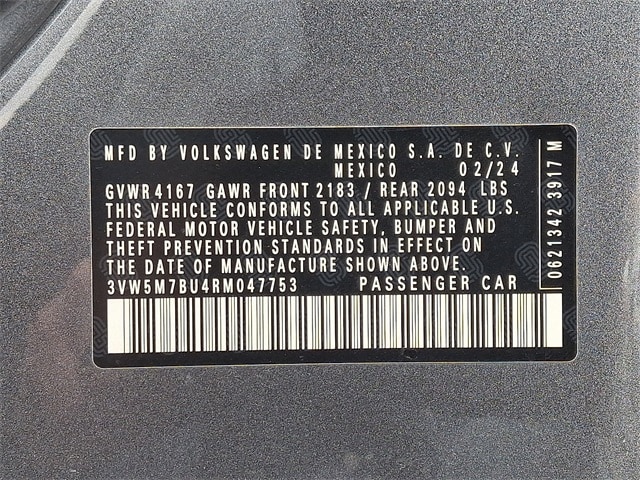 MFD BY VOLKSWAGEN DE MEXICO S.A. DE C.V.
MEXICO 02/24
GVWR 4167 GAWR FRONT 2183 / REAR 2094 LBS
THIS VEHICLE CONFORMS TO ALL APPLICABLE U.S.
FEDERAL MOTOR VEHICLE SAFETY, BUMPER AND
THEFT PREVENTION STANDARDS IN EFFECT ON
THE DATE OF MANUFACTURE SHOWN ABOVE.
3VW5M7BU4RM047753 PASSENGER CAR
0621342 3917 M